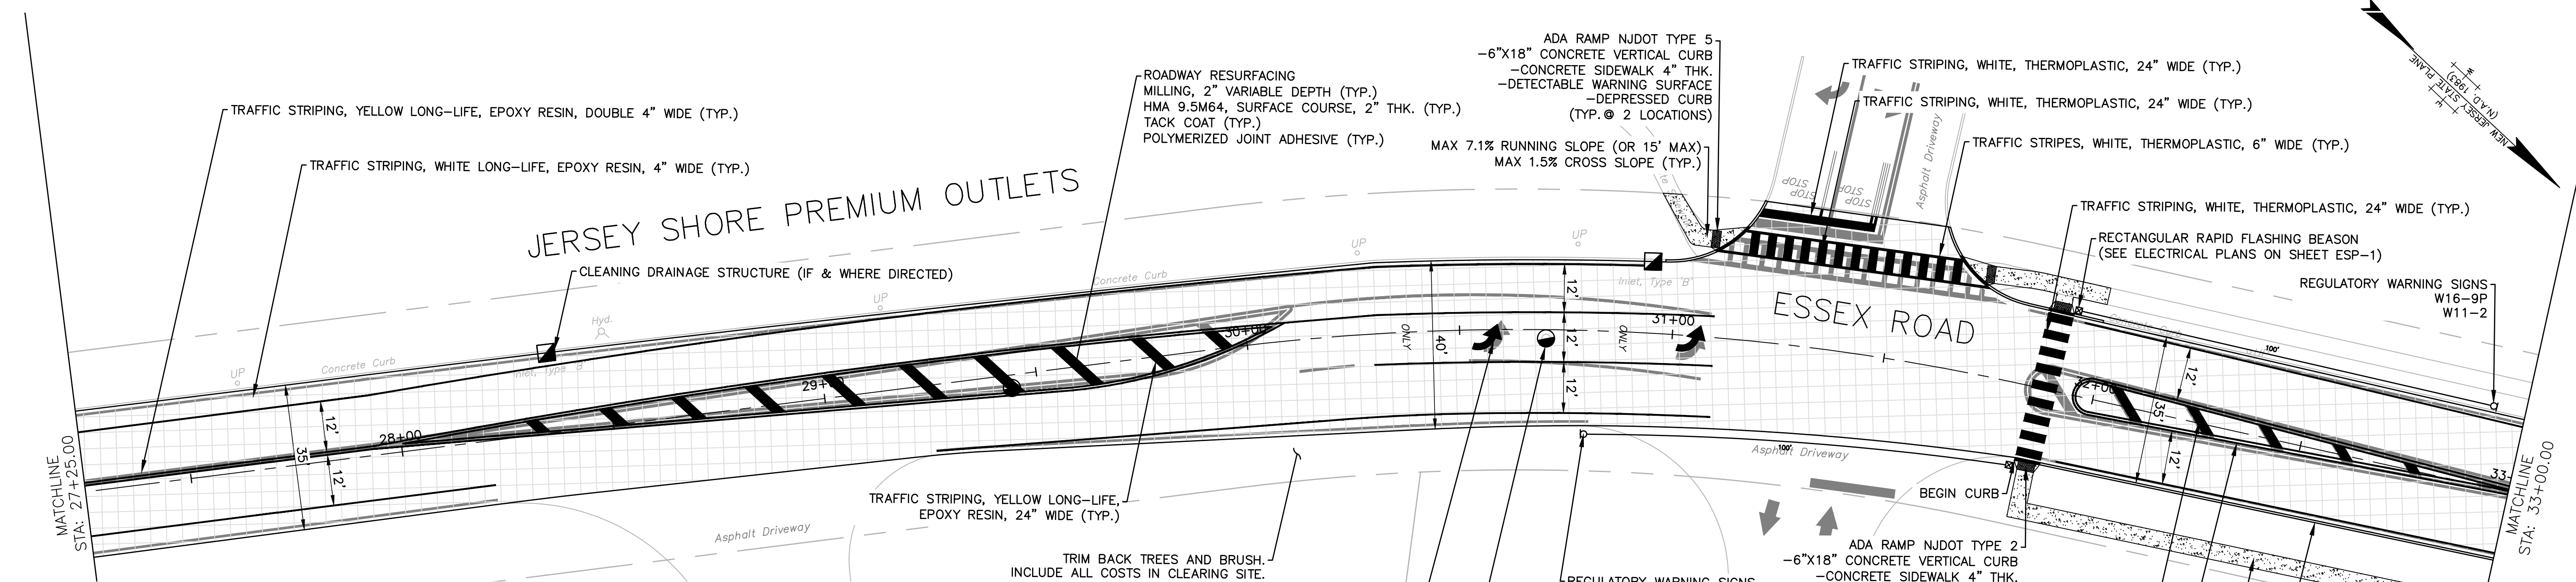 TRAFFIC STRIPING, YELLOW LONG-LIFE, EPOXY RESIN, DOUBLE 4" WIDE (TYP.)
TRAFFIC STRIPING, WHITE LONG-LIFE, EPOXY RESIN, 4" WIDE (TYP.)
JERSEY SHORE PREMIUM OUTLETS
CLEANING DRAINAGE STRUCTURE (IF & WHERE DIRECTED)
ROADWAY RESURFACING
MILLING, 2" VARIABLE DEPTH (TYP.)
HMA 9.5M64, SURFACE COURSE, 2" THK. (TYP.)
TACK COAT (TYP.)
POLYMERIZED JOINT ADHESIVE (TYP.)
ADA RAMP NJDOT TYPE 5
-6"X18" CONCRETE VERTICAL CURB
-CONCRETE SIDEWALK 4" THK.
-DETECTABLE WARNING SURFACE
-DEPRESSED CURB
(TYP.@ 2 LOCATIONS)
MAX 7.1% RUNNING SLOPE (OR 15' MAX)
MAX 1.5% CROSS SLOPE (TYP.)
TRAFFIC STRIPING, WHITE, THERMOPLASTIC, 24" WIDE (TYP.)
TRAFFIC STRIPING, WHITE, THERMOPLASTIC, 24" WIDE (TYP.)
TRAFFIC STRIPES, WHITE, THERMOPLASTIC, 6" WIDE (TYP.)
TRAFFIC STRIPING, WHITE, THERMOPLASTIC, 24" WIDE (TYP.)
RECTANGULAR RAPID FLASHING BEASON
(SEE ELECTRICAL PLANS ON SHEET ESP-1)
REGULATORY WARNING SIGNS
W16-9P
W11-2
NEW JERSEY STATE PLANE
(N.A.D. 1983)
Asphalt Driveway
STOP
STOP
STOP
STOP
UP
Concrete Curb
Inlet, Type 'B'
Hyd.
UP
Concrete Curb
UP
UP
Inlet, Type 'B'
Concrete Curb
ESSEX ROAD
28+00
30+00
31+00
32+00
ONLY
ONLY
12'
12'
35'
40'
12'
12'
12'
12'
35'
12'
100'
100'
MATCHLINE
STA: 27+25.00
MATCHLINE
STA: 33+00.00
Asphalt Driveway
Asphalt Driveway
TRAFFIC STRIPING, YELLOW LONG-LIFE,
EPOXY RESIN, 24" WIDE (TYP.)
TRIM BACK TREES AND BRUSH.
INCLUDE ALL COSTS IN CLEARING SITE.
BEGIN CURB
ADA RAMP NJDOT TYPE 2
-6"X18" CONCRETE VERTICAL CURB
-CONCRETE SIDEWALK 4" THK.
REGULATORY WARNING SIGNS